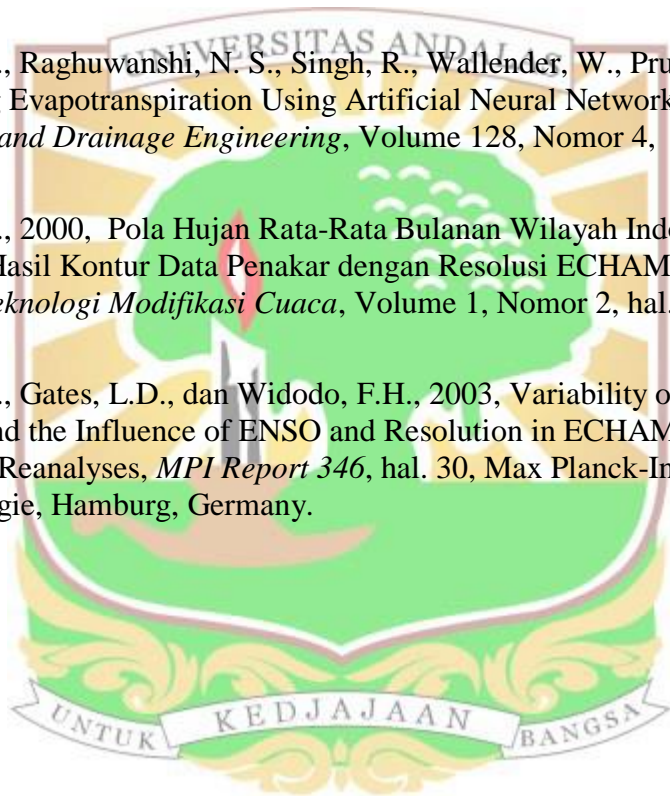 UNIVERSITAS ANDALAS
., Raghuwanshi, N. S., Singh, R., Wallender, W., Pru
g Evapotranspiration Using Artificial Neural Network
and Drainage Engineering, Volume 128, Nomor 4,
., 2000, Pola Hujan Rata-Rata Bulanan Wilayah Indo
Hasil Kontur Data Penakar dengan Resolusi ECHAM
eknologi Modifikasi Cuaca, Volume 1, Nomor 2, hal.
., Gates, L.D., dan Widodo, F.H., 2003, Variability o
nd the Influence of ENSO and Resolution in ECHAM
Reanalyses, MPI Report 346, hal. 30, Max Planck-In
gie, Hamburg, Germany.
UNTUK KEDJAJAAN BANGSA